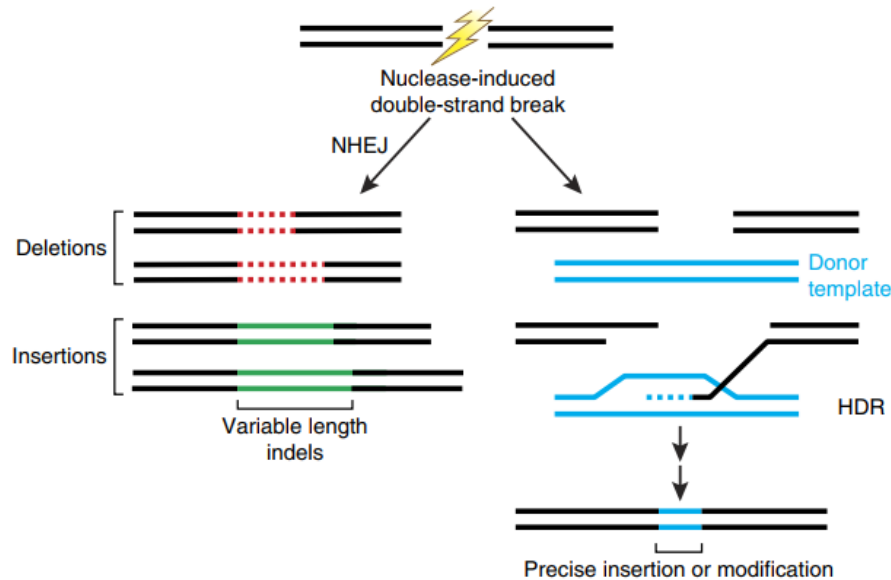 Nuclease-induced
double-strand break
NHEJ
Deletions
Donor
template
Insertions
HDR
Variable length
indels
Precise insertion or modification